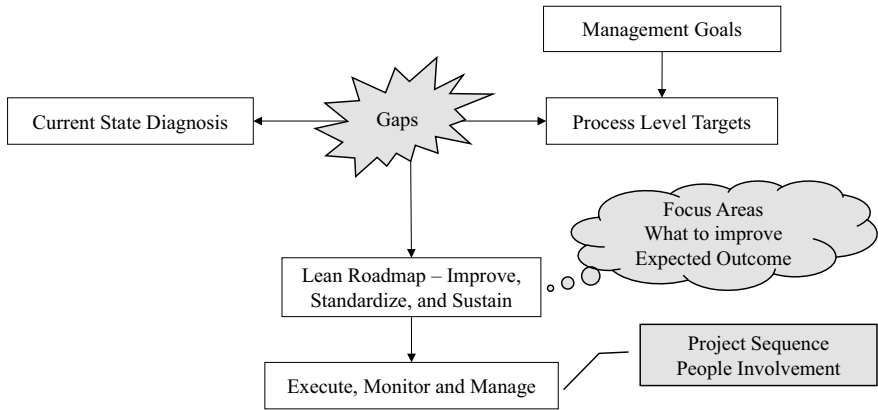 Management Goals
Gaps
Current State Diagnosis
Process Level Targets
Focus Areas
What to improve
Expected Outcome
Lean Roadmap – Improve,
Standardize, and Sustain
Project Sequence
People Involvement
Execute, Monitor and Manage